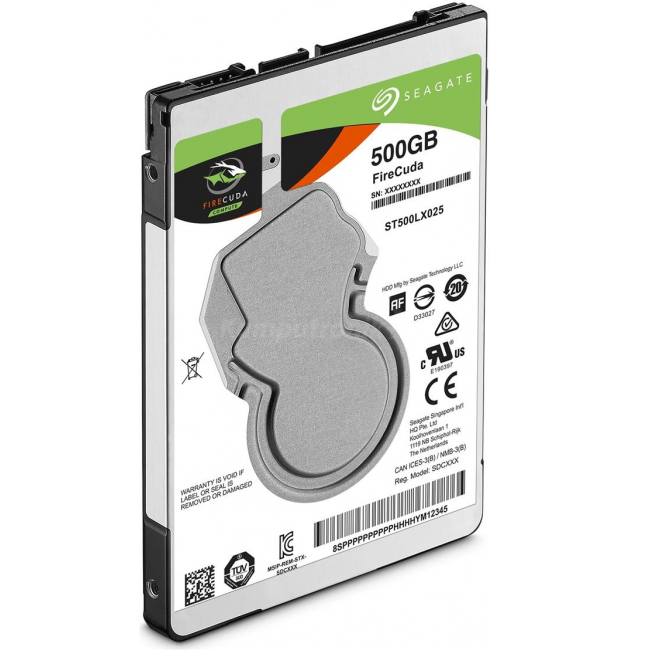 SEAGATE
500GB
FireCuda
SN: XXXXXXXX
ST500LX025
FIRECUDA
COMPUTE
HDD Mfg by Seagate Technology LLC
AF
20
D33027
c UL US
E190397
CE
Seagate Singapore Int'l
HQ Pte. Ltd
Koolhovenlaan 1
1119 NB Schiphol-Rijk
The Netherlands
CAN ICES-3(B) / NMB-3(B)
Reg. Model: SDCXXX
WARRANTY IS VOID IF
LABEL OR SEAL IS
REMOVED OR DAMAGED
8SPPPPPPPPPPHHHHYM12345
MSIP-REM-STX-
SDCXXX
TÜV